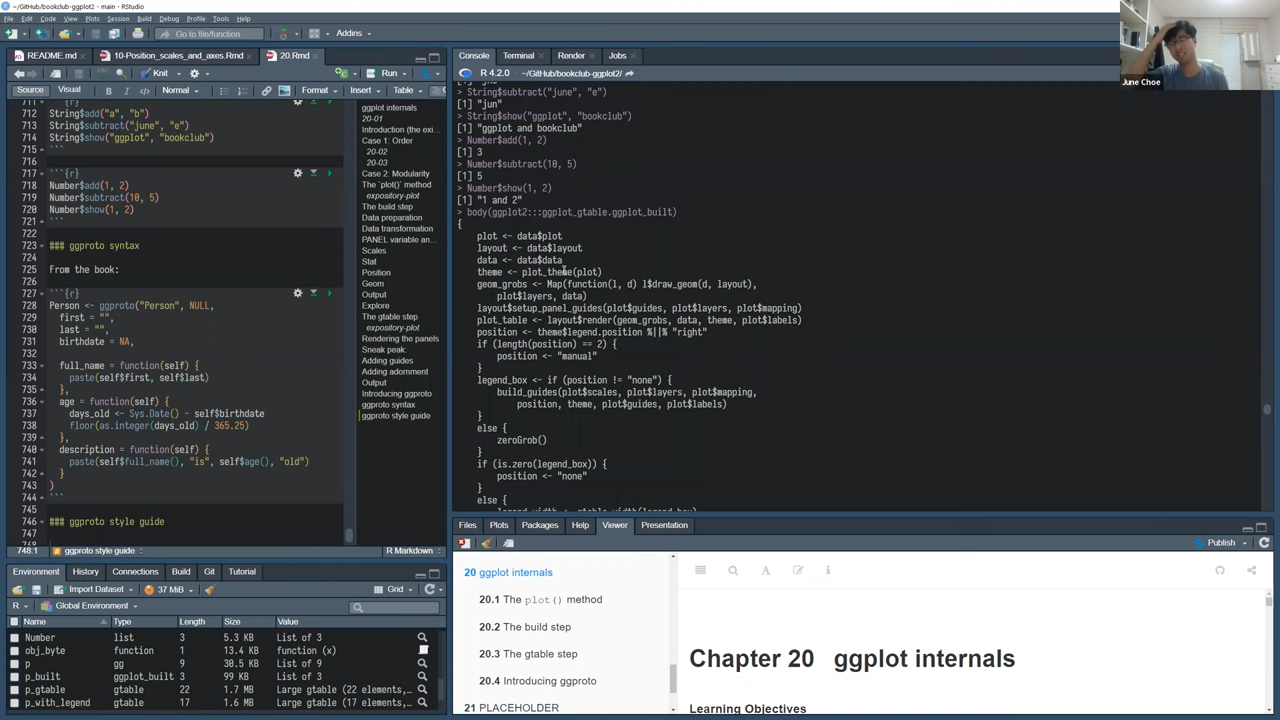 ~/GitHub/bookclub-ggplot2 - main - RStudio
File Edit Code View Plots Session Build Debug Profile Tools Help
Go to file/function
Addins
README.md
10-Position_scales_and_axes.Rmd
20.Rmd
Knit
Run
Source Visual
B I
Normal
Format
Insert
Table
711 ```{r}
712 String$add("a", "b")
713 String$subtract("june", "e")
714 String$show("ggplot", "bookclub")
715 ```
716
717 ```{r}
718 Number$add(1, 2)
719 Number$subtract(10, 5)
720 Number$show(1, 2)
721 ```
722
723 ### ggproto syntax
724
725 From the book:
726
727 ```{r}
728 Person <- ggproto("Person", NULL,
729 first = "",
730 last = "",
731 birthdate = NA,
733 full_name = function(self) {
734 paste(self$first, self$last)
735 },
736 age = function(self) {
737 days_old <- Sys.Date() - self$birthdate
738 floor(as.integer(days_old) / 365.25)
739 },
740 description = function(self) {
741 paste(self$full_name(), "is", self$age(), "old")
742 }
743 )
744 ```
745
746 ### ggproto style guide
747
748:1
ggplot internals
20-01
Introduction (the exi...
Case 1: Order
20-02
20-03
Case 2: Modularity
The `plot()` method
expository-plot
The build step
Data preparation
Data transformation
PANEL variable an...
Scales
Stat
Position
Geom
Output
Explore
The gtable step
expository-plot
Rendering the panels
Sneak peak:
Adding guides
Adding adornment
Output
Introducing ggproto
ggproto syntax
ggproto style guide
ggproto style guide
R Markdown
Console Terminal Render Jobs
R 4.2.0 · ~/GitHub/bookclub-ggplot2/
> String$subtract("june", "e")
[1] "jun"
> String$show("ggplot", "bookclub")
[1] "ggplot and bookclub"
> Number$add(1, 2)
[1] 3
> Number$subtract(10, 5)
[1] 5
> Number$show(1, 2)
[1] "1 and 2"
> body(ggplot2:::ggplot_gtable.ggplot_built)
{
plot <- data$plot
layout <- data$layout
data <- data$data
theme <- plot_theme(plot)
geom_grobs <- Map(function(l, d) l$draw_geom(d, layout),
plot$layers, data)
layout$setup_panel_guides(plot$guides, plot$layers, plot$mapping)
plot_table <- layout$render(geom_grobs, data, theme, plot$labels)
position <- theme$legend.position %||% "right"
if (length(position) == 2) {
position <- "manual"
}
legend_box <- if (position != "none") {
build_guides(plot$scales, plot$layers, plot$mapping,
position, theme, plot$guides, plot$labels)
}
else {
zeroGrob()
}
if (is.zero(legend_box)) {
position <- "none"
}
else {
June Choe
Environment History Connections Build Git Tutorial
Import Dataset
37 MiB
Grid
R
Global Environment
Name Type Length Size Value
Number list 3 5.3 KB List of 3
obj_byte function 1 13.4 KB function (x)
p gg 9 30.5 KB List of 9
p_built ggplot_built 3 99 KB List of 3
p_gtable gtable 22 1.7 MB Large gtable (22 elements,...
p_with_legend gtable 17 1.6 MB Large gtable (17 elements,...
Files Plots Packages Help Viewer Presentation
Publish
20 ggplot internals
20.1 The plot() method
20.2 The build step
20.3 The gtable step
20.4 Introducing ggproto
21 PLACEHOLDER
Chapter 20 ggplot internals
Learning Objectives